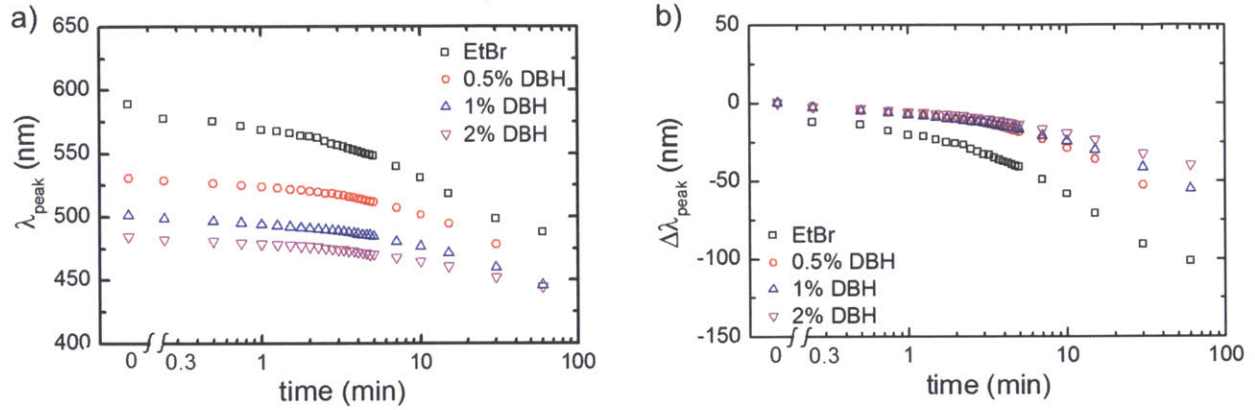 a)
650
600
550
500
450
400
λpeak (nm)
EtBr
0.5% DBH
1% DBH
2% DBH
0
0.3
1
10
100
time (min)
b)
50
0
-50
-100
-150
Δλpeak (nm)
EtBr
0.5% DBH
1% DBH
2% DBH
0
0.3
1
10
100
time (min)